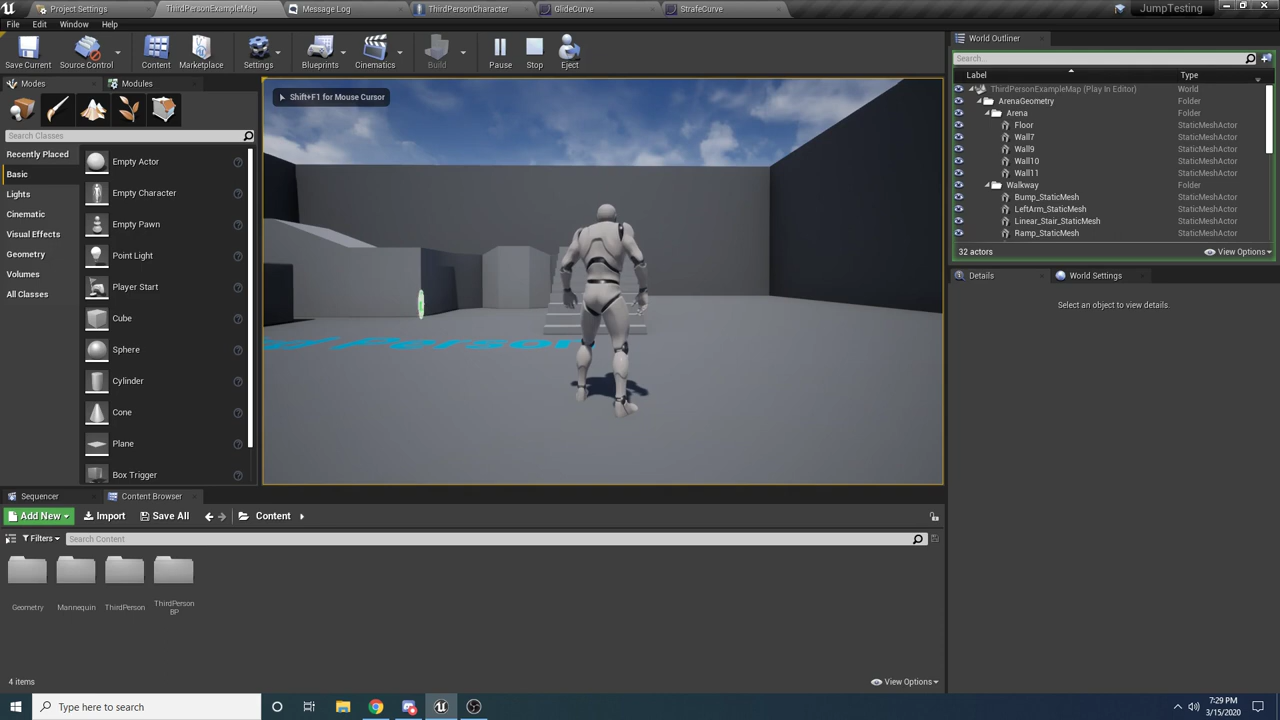 Project Settings
ThirdPersonExampleMap
Message Log
ThirdPersonCharacter
GlideCurve
StrafeCurve
JumpTesting
File
Edit
Window
Help
Save Current
Source Control
Content
Marketplace
Settings
Blueprints
Cinematics
Build
Pause
Stop
Eject
Modes
Modules
Search Classes
Recently Placed
Basic
Lights
Cinematic
Visual Effects
Geometry
Volumes
All Classes
Empty Actor
Empty Character
Empty Pawn
Point Light
Player Start
Cube
Sphere
Cylinder
Cone
Plane
Box Trigger
Shift+F1 for Mouse Cursor
World Outliner
Search...
Label Type
ThirdPersonExampleMap (Play In Editor) World
ArenaGeometry Folder
Arena Folder
Floor StaticMeshActor
Wall7 StaticMeshActor
Wall9 StaticMeshActor
Wall10 StaticMeshActor
Wall11 StaticMeshActor
Walkway Folder
Bump_StaticMesh StaticMeshActor
LeftArm_StaticMesh StaticMeshActor
Linear_Stair_StaticMesh StaticMeshActor
Ramp_StaticMesh StaticMeshActor
32 actors
View Options
Details
World Settings
Select an object to view details.
Sequencer
Content Browser
Add New
Import
Save All
Content
Filters
Search Content
Geometry
Mannequin
ThirdPerson
ThirdPerson
BP
4 items
View Options
Type here to search
7:29 PM
3/15/2020